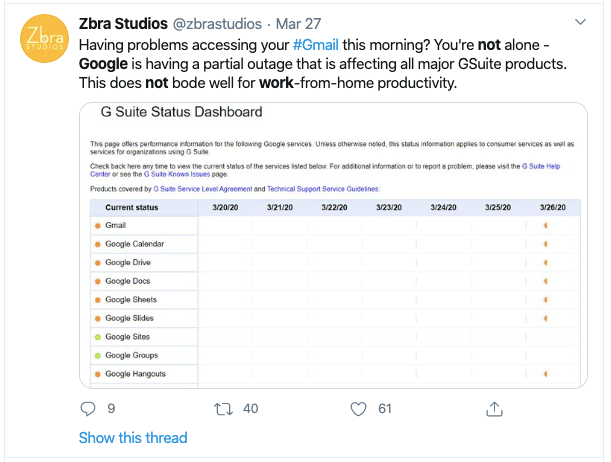 Zbra
STUDIOS
Zbra Studios @zbrastudios · Mar 27
Having problems accessing your #Gmail this morning? You're not alone -
Google is having a partial outage that is affecting all major GSuite products.
This does not bode well for work-from-home productivity.
G Suite Status Dashboard
This page offers performance information for the following Google services. Unless otherwise noted, this status information applies to consumer services as well as
services for organizations using G Suite.
Check back here any time to view the current status of the services listed below. For additional information or to report a problem, please visit the G Suite Help
Center or see the G Suite Known Issues page.
Products covered by G Suite Service Level Agreement and Technical Support Service Guidelines:
Current status 3/20/20 3/21/20 3/22/20 3/23/20 3/24/20 3/25/20 3/26/20
Gmail
Google Calendar
Google Drive
Google Docs
Google Sheets
Google Slides
Google Sites
Google Groups
Google Hangouts
9 40 61
Show this thread